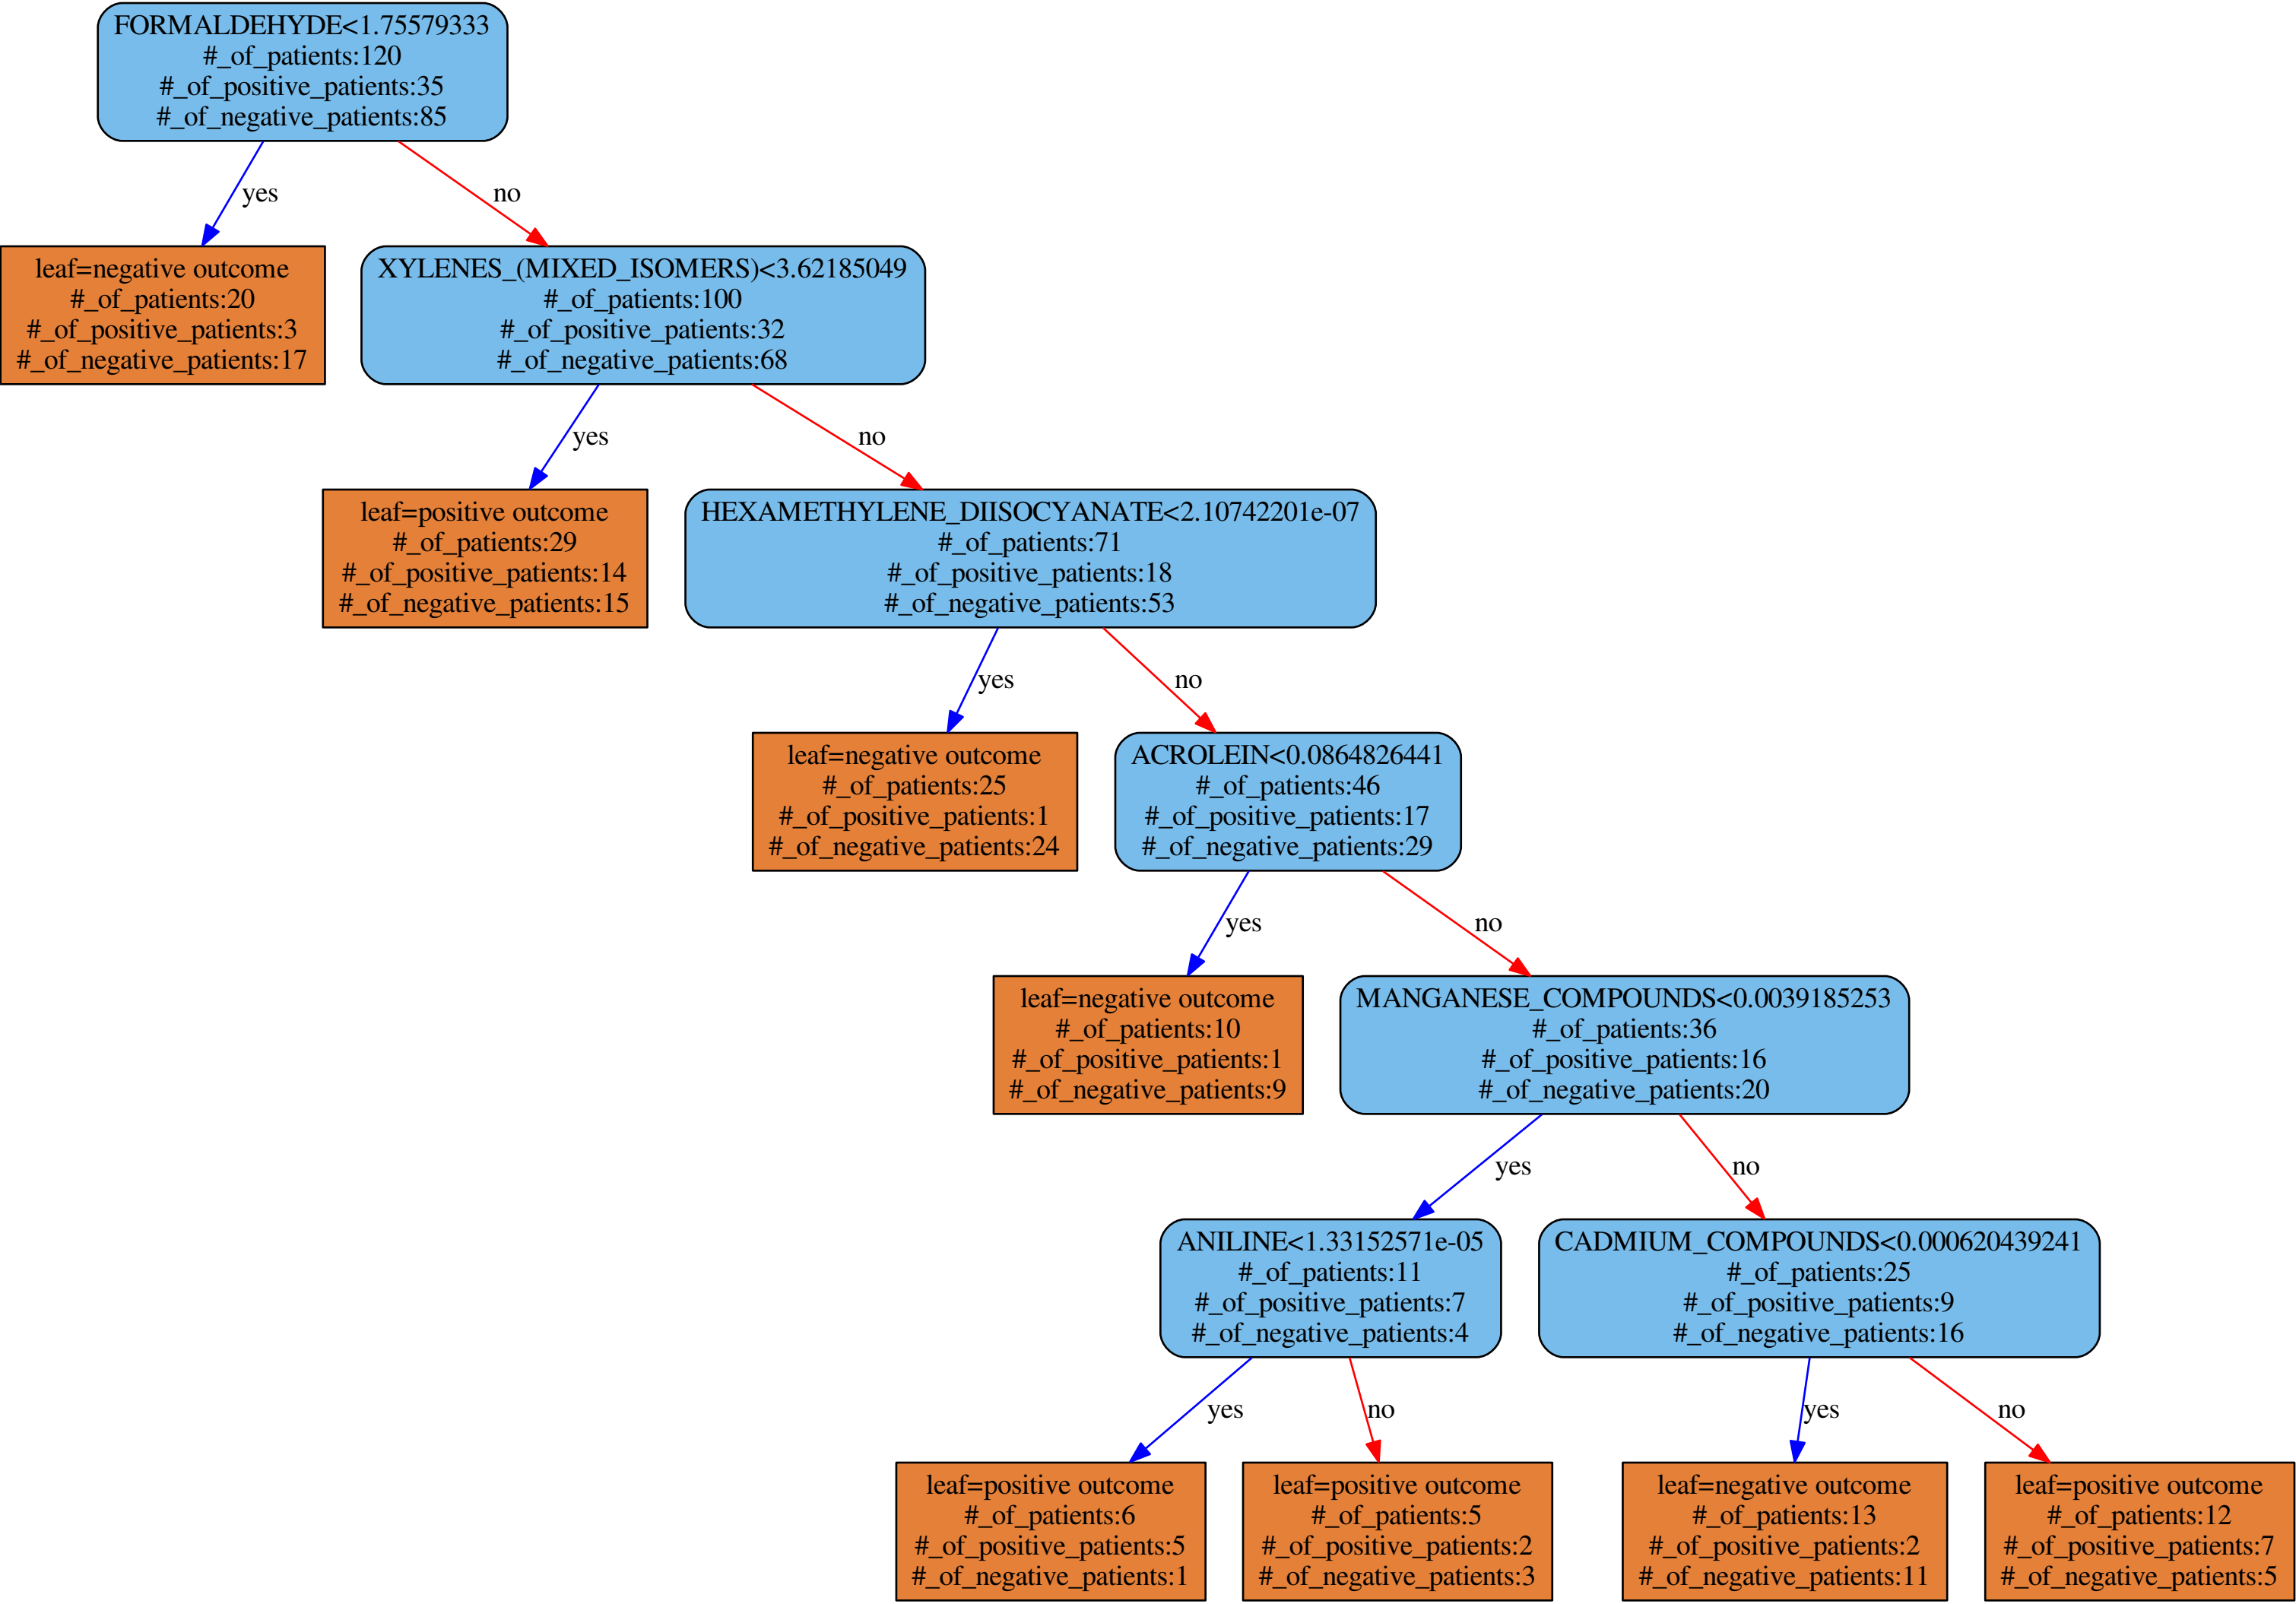 FORMALDEHYDE<1.75579333
#_of_patients:120
#_of_positive_patients:35
#_of_negative_patients:85
yes
no
leaf=negative outcome
#_of_patients:20
#_of_positive_patients:3
#_of_negative_patients:17
XYLENES_(MIXED_ISOMERS)<3.62185049
#_of_patients:100
#_of_positive_patients:32
#_of_negative_patients:68
yes
no
leaf=positive outcome
#_of_patients:29
#_of_positive_patients:14
#_of_negative_patients:15
HEXAMETHYLENE_DIISOCYANATE<2.10742201e-07
#_of_patients:71
#_of_positive_patients:18
#_of_negative_patients:53
yes
no
leaf=negative outcome
#_of_patients:25
#_of_positive_patients:1
#_of_negative_patients:24
ACROLEIN<0.0864826441
#_of_patients:46
#_of_positive_patients:17
#_of_negative_patients:29
yes
no
leaf=negative outcome
#_of_patients:10
#_of_positive_patients:1
#_of_negative_patients:9
MANGANESE_COMPOUNDS<0.0039185253
#_of_patients:36
#_of_positive_patients:16
#_of_negative_patients:20
yes
no
ANILINE<1.33152571e-05
#_of_patients:11
#_of_positive_patients:7
#_of_negative_patients:4
CADMIUM_COMPOUNDS<0.000620439241
#_of_patients:25
#_of_positive_patients:9
#_of_negative_patients:16
yes
no
yes
no
leaf=positive outcome
#_of_patients:6
#_of_positive_patients:5
#_of_negative_patients:1
leaf=positive outcome
#_of_patients:5
#_of_positive_patients:2
#_of_negative_patients:3
leaf=negative outcome
#_of_patients:13
#_of_positive_patients:2
#_of_negative_patients:11
leaf=positive outcome
#_of_patients:12
#_of_positive_patients:7
#_of_negative_patients:5